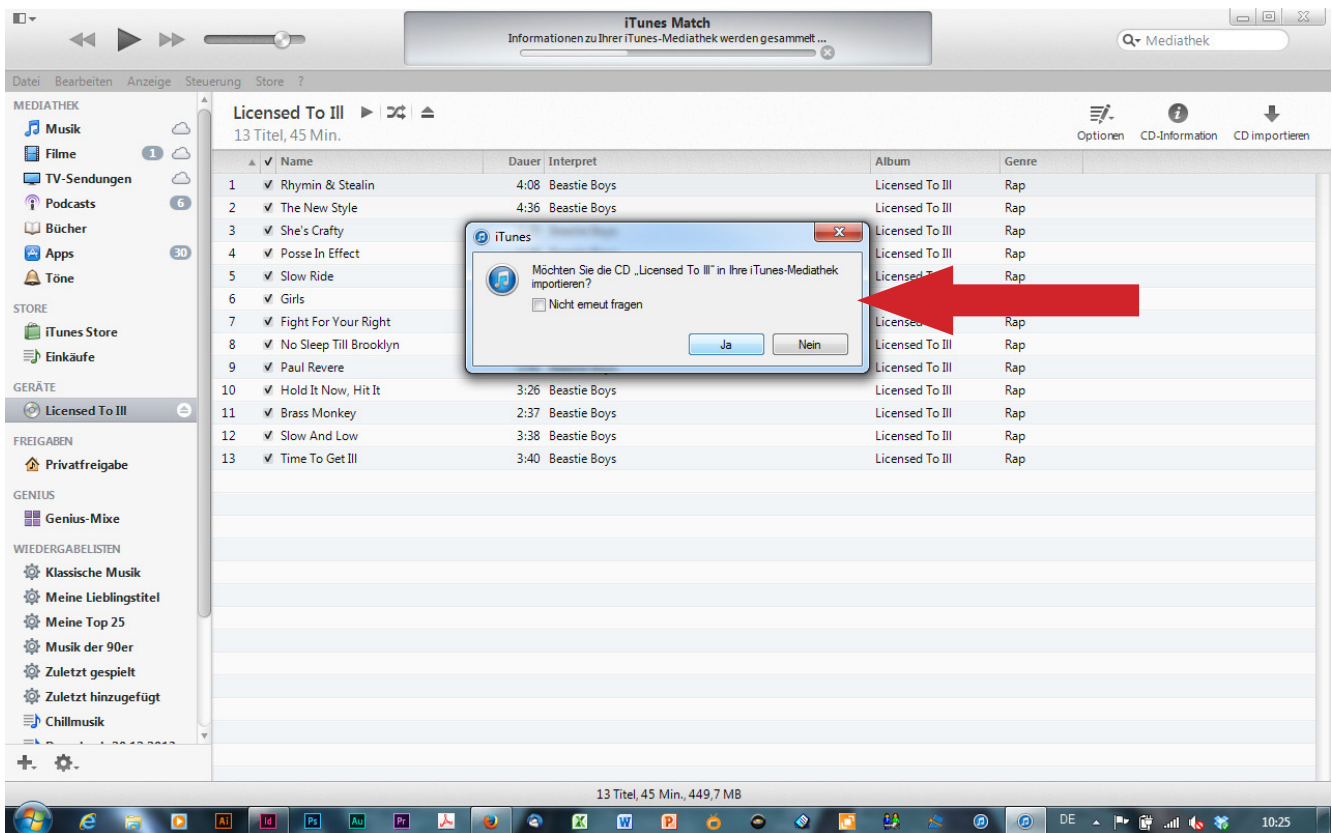 iTunes Match
Informationen zu Ihrer iTunes-Mediathek werden gesammelt ...
Mediathek
Datei Bearbeiten Anzeige Steuerung Store ?
MEDIATHEK
Musik
Filme 1
TV-Sendungen
Podcasts 6
Bücher
Apps 30
Töne
STORE
iTunes Store
Einkäufe
GERÄTE
Licensed To Ill
FREIGABEN
Privatfreigabe
GENIUS
Genius-Mixe
WIEDERGABELISTEN
Klassische Musik
Meine Lieblingstitel
Meine Top 25
Musik der 90er
Zuletzt gespielt
Zuletzt hinzugefügt
Chillmusik
Licensed To Ill
13 Titel, 45 Min.
Optionen CD-Information CD importieren
Name Dauer Interpret Album Genre
1 Rhymin & Stealin 4:08 Beastie Boys Licensed To Ill Rap
2 The New Style 4:36 Beastie Boys Licensed To Ill Rap
3 She's Crafty Licensed To Ill Rap
4 Posse In Effect Licensed To Ill Rap
5 Slow Ride Licensed Rap
6 Girls Rap
7 Fight For Your Right Licensed Rap
8 No Sleep Till Brooklyn Licensed To Ill Rap
9 Paul Revere Licensed To Ill Rap
10 Hold It Now, Hit It 3:26 Beastie Boys Licensed To Ill Rap
11 Brass Monkey 2:37 Beastie Boys Licensed To Ill Rap
12 Slow And Low 3:38 Beastie Boys Licensed To Ill Rap
13 Time To Get Ill 3:40 Beastie Boys Licensed To Ill Rap
iTunes
Möchten Sie die CD „Licensed To Ill" in Ihre iTunes-Mediathek
importieren?
Nicht erneut fragen
Ja Nein
13 Titel, 45 Min., 449,7 MB
Ai Id Ps Au Pr W P DE 10:25